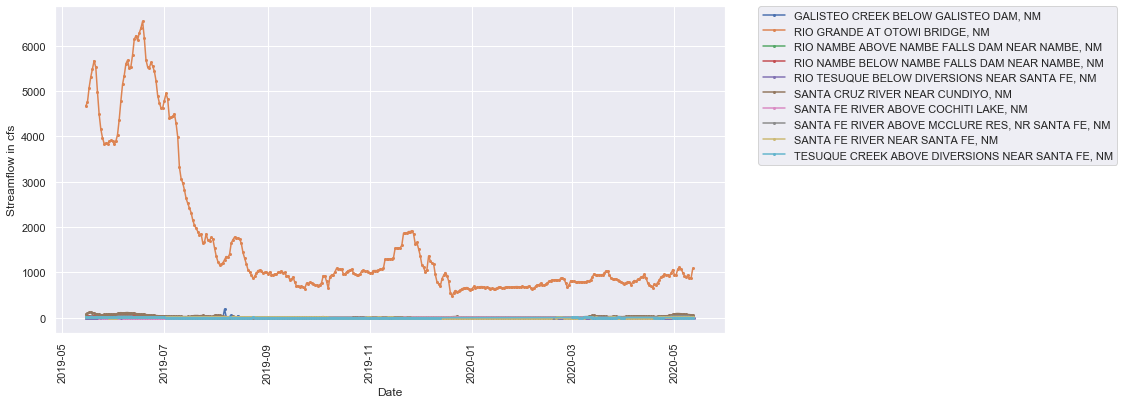 GALISTEO CREEK BELOW GALISTEO DAM, NM
RIO GRANDE AT OTOWI BRIDGE, NM
RIO NAMBE ABOVE NAMBE FALLS DAM NEAR NAMBE, NM
RIO NAMBE BELOW NAMBE FALLS DAM NEAR NAMBE, NM
RIO TESUQUE BELOW DIVERSIONS NEAR SANTA FE, NM
SANTA CRUZ RIVER NEAR CUNDIYO, NM
SANTA FE RIVER ABOVE COCHITI LAKE, NM
SANTA FE RIVER ABOVE MCCLURE RES, NR SANTA FE, NM
SANTA FE RIVER NEAR SANTA FE, NM
TESUQUE CREEK ABOVE DIVERSIONS NEAR SANTA FE, NM
Streamflow in cfs
6000
5000
4000
3000
2000
1000
0
2019-05
2019-07
2019-09
2019-11
2020-01
2020-03
2020-05
Date